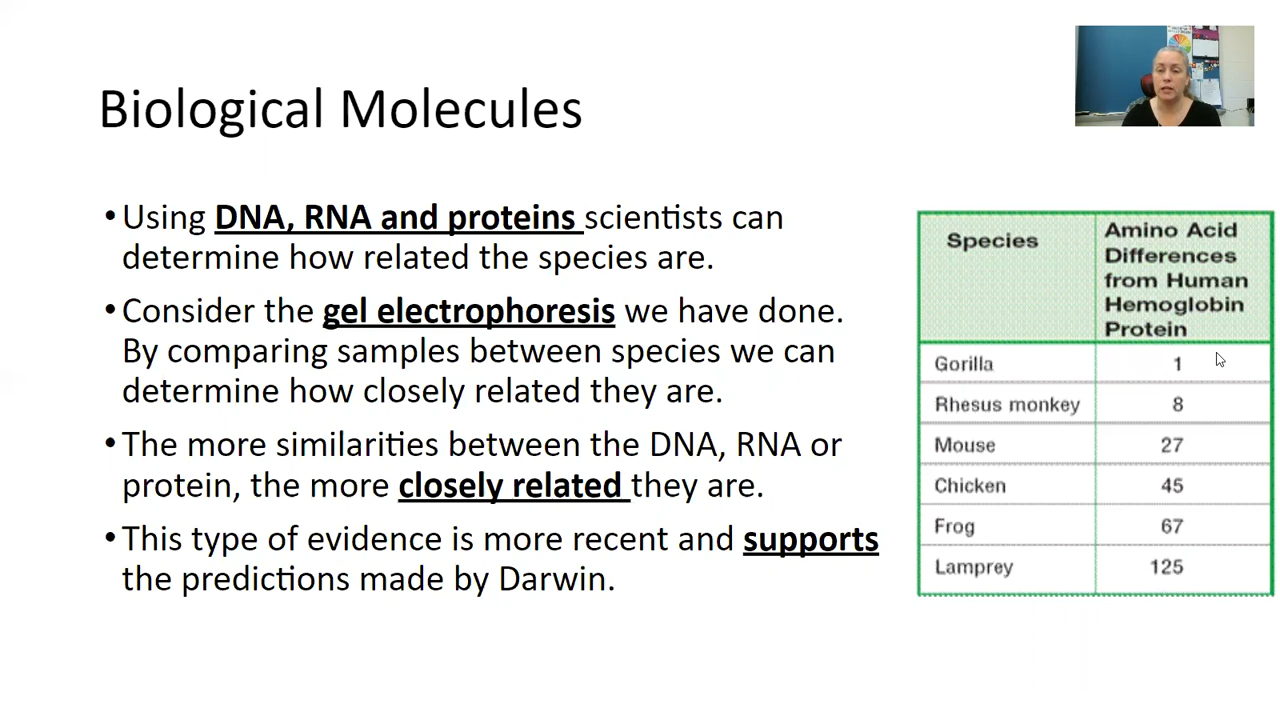 Biological Molecules
•Using DNA, RNA and proteins scientists can
determine how related the species are.
•Consider the gel electrophoresis we have done.
By comparing samples between species we can
determine how closely related they are.
•The more similarities between the DNA, RNA or
protein, the more closely related they are.
•This type of evidence is more recent and supports
the predictions made by Darwin.
Species
Amino Acid
Differences
from Human
Hemoglobin
Protein
Gorilla 1
Rhesus monkey 8
Mouse 27
Chicken 45
Frog 67
Lamprey 125